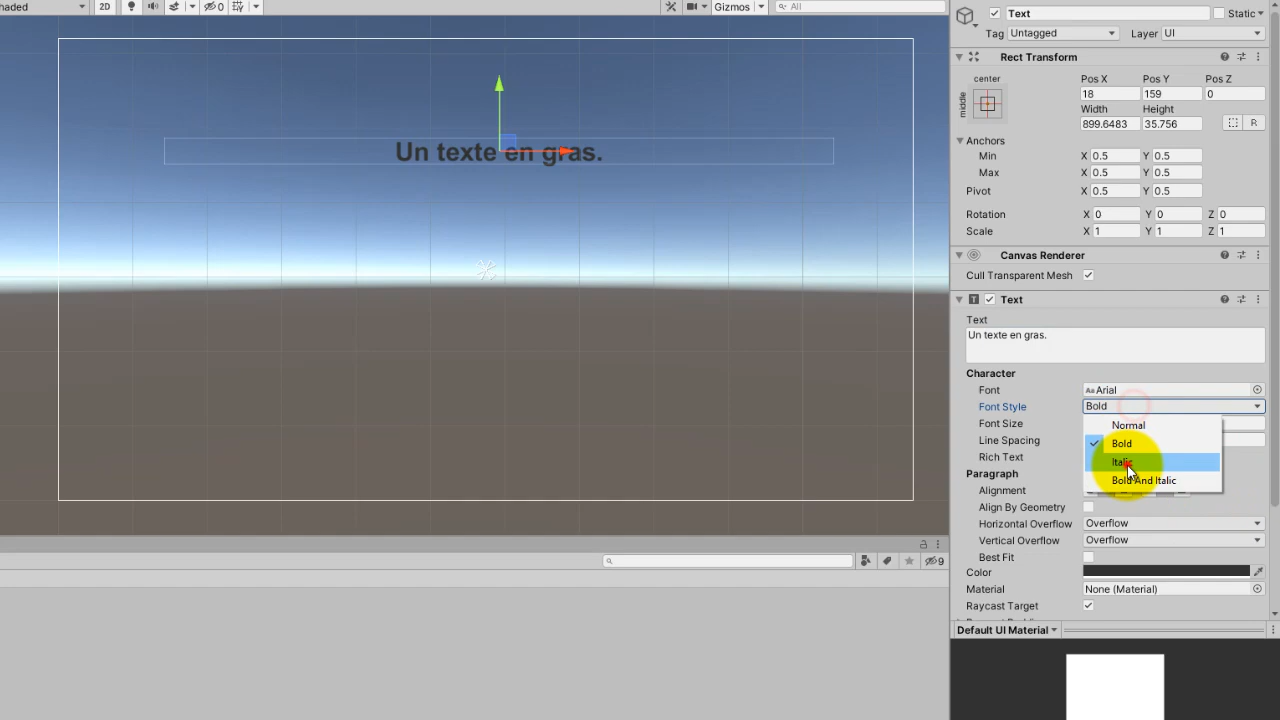 haded
2D
0
Gizmos
All
Text
Static
Tag Untagged Layer UI
Rect Transform
center
middle
Pos X Pos Y Pos Z
18 159 0
Width Height
899.6483 35.756
R
Anchors
Min X 0.5 Y 0.5
Max X 0.5 Y 0.5
Pivot X 0.5 Y 0.5
Rotation X 0 Y 0 Z 0
Scale X 1 Y 1 Z 1
Canvas Renderer
Cull Transparent Mesh
Text
Text
Un texte en gras.
Character
Font Aa Arial
Font Style Bold
Font Size
Line Spacing
Rich Text
Normal
Bold
Italic
Bold And Italic
Paragraph
Alignment
Align By Geometry
Horizontal Overflow Overflow
Vertical Overflow Overflow
Best Fit
Color
Material None (Material)
Raycast Target
Default UI Material
Un texte en gras.
9